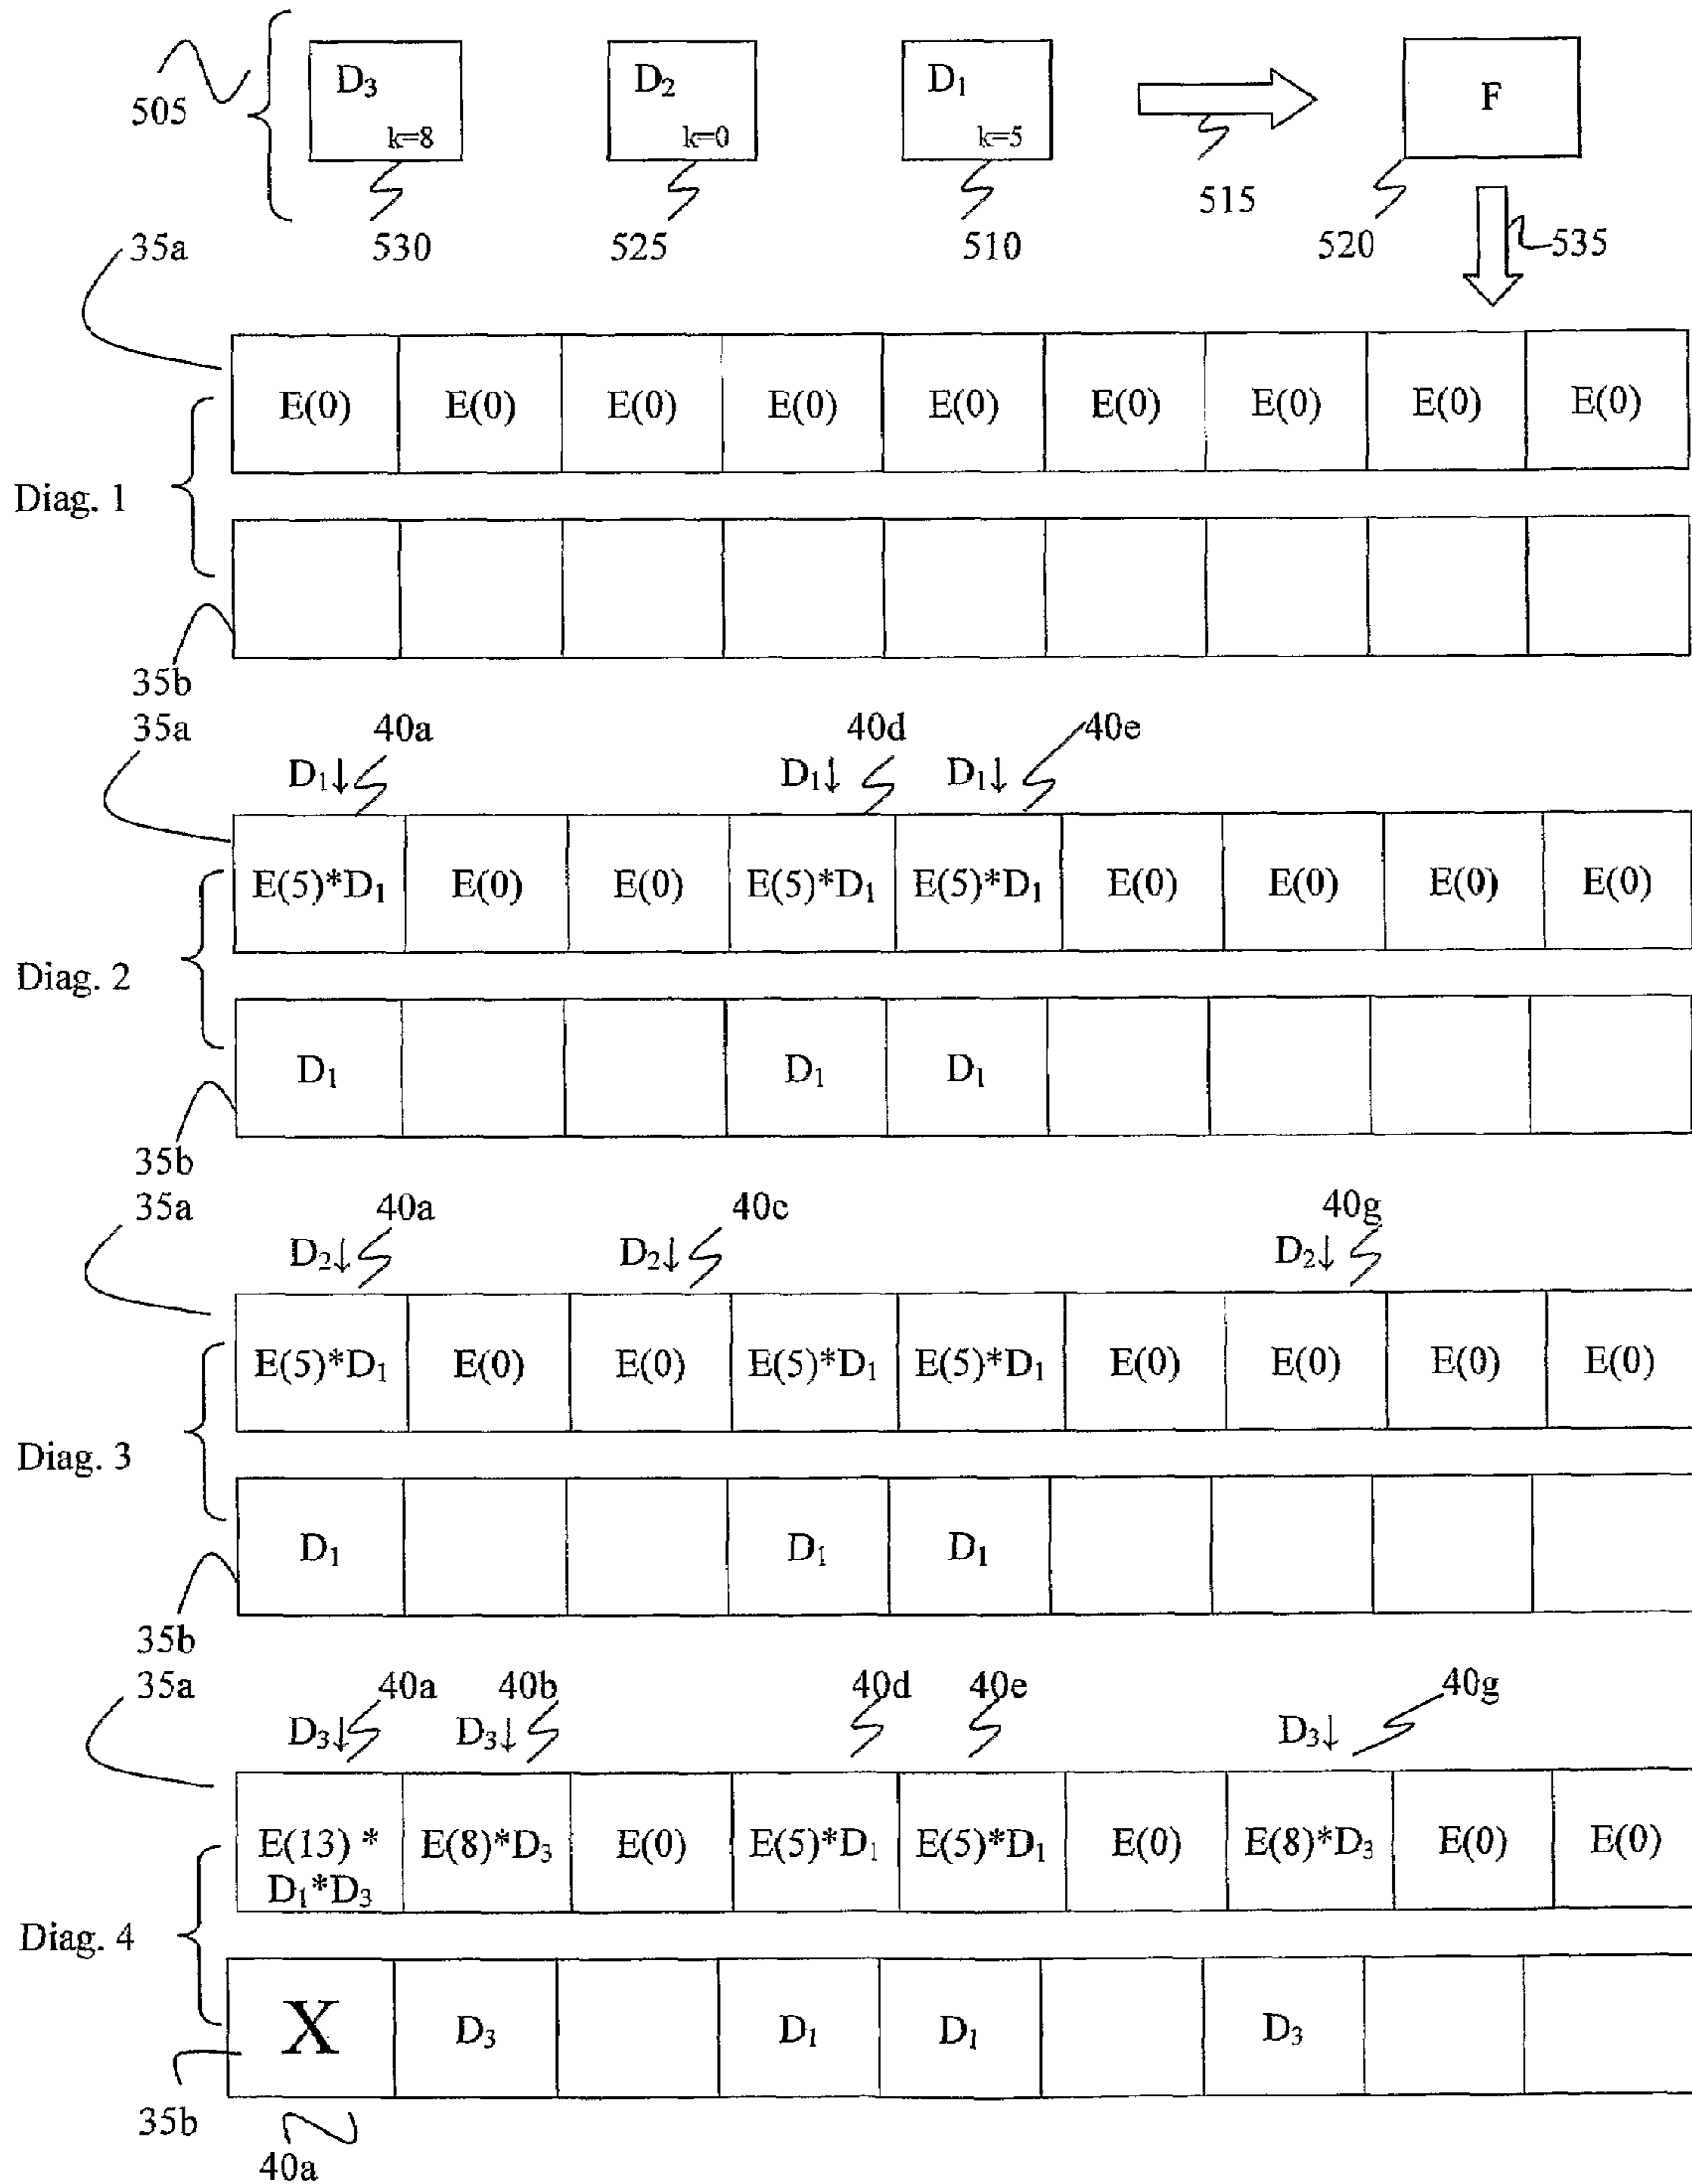 D₃ D₂ D₁ F
k=8 k=0 k=5
505
515
530 525 510 520 535
35a
E(0) E(0) E(0) E(0) E(0) E(0) E(0) E(0) E(0)
Diag. 1
35b
35a 40a 40d 40e
D₁↓ D₁↓ D₁↓
E(5)*D₁ E(0) E(0) E(5)*D₁ E(5)*D₁ E(0) E(0) E(0) E(0)
Diag. 2
D₁ D₁ D₁
35b
35a 40a 40c 40g
D₂↓ D₂↓ D₂↓
E(5)*D₁ E(0) E(0) E(5)*D₁ E(5)*D₁ E(0) E(0) E(0) E(0)
Diag. 3
D₁ D₁ D₁
35b
35a 40a 40b 40d 40e 40g
D₃↓ D₃↓ D₃↓
E(13) * E(8)*D₃ E(0) E(5)*D₁ E(5)*D₁ E(0) E(8)*D₃ E(0) E(0)
D₁*D₃
Diag. 4
X D₃ D₁ D₁ D₃
35b
40a